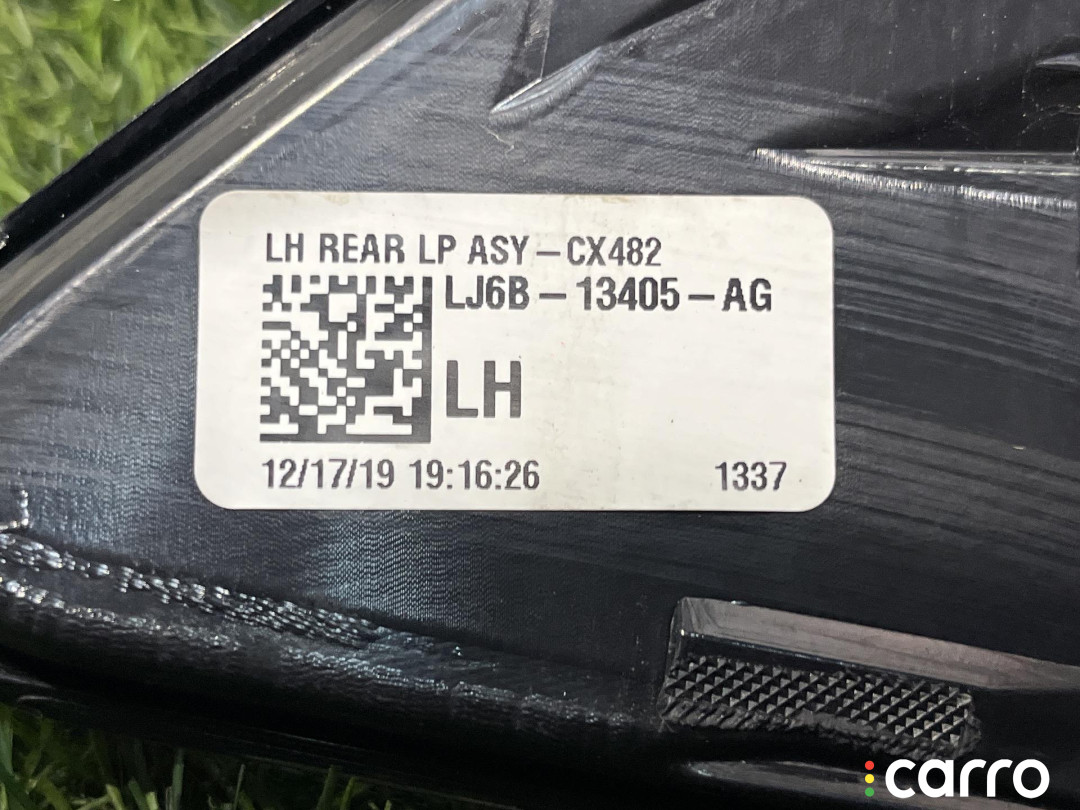 LH REAR LP ASY – CX482
LJ6B – 13405 – AG
LH
12/17/19 19:16:26 1337
carro